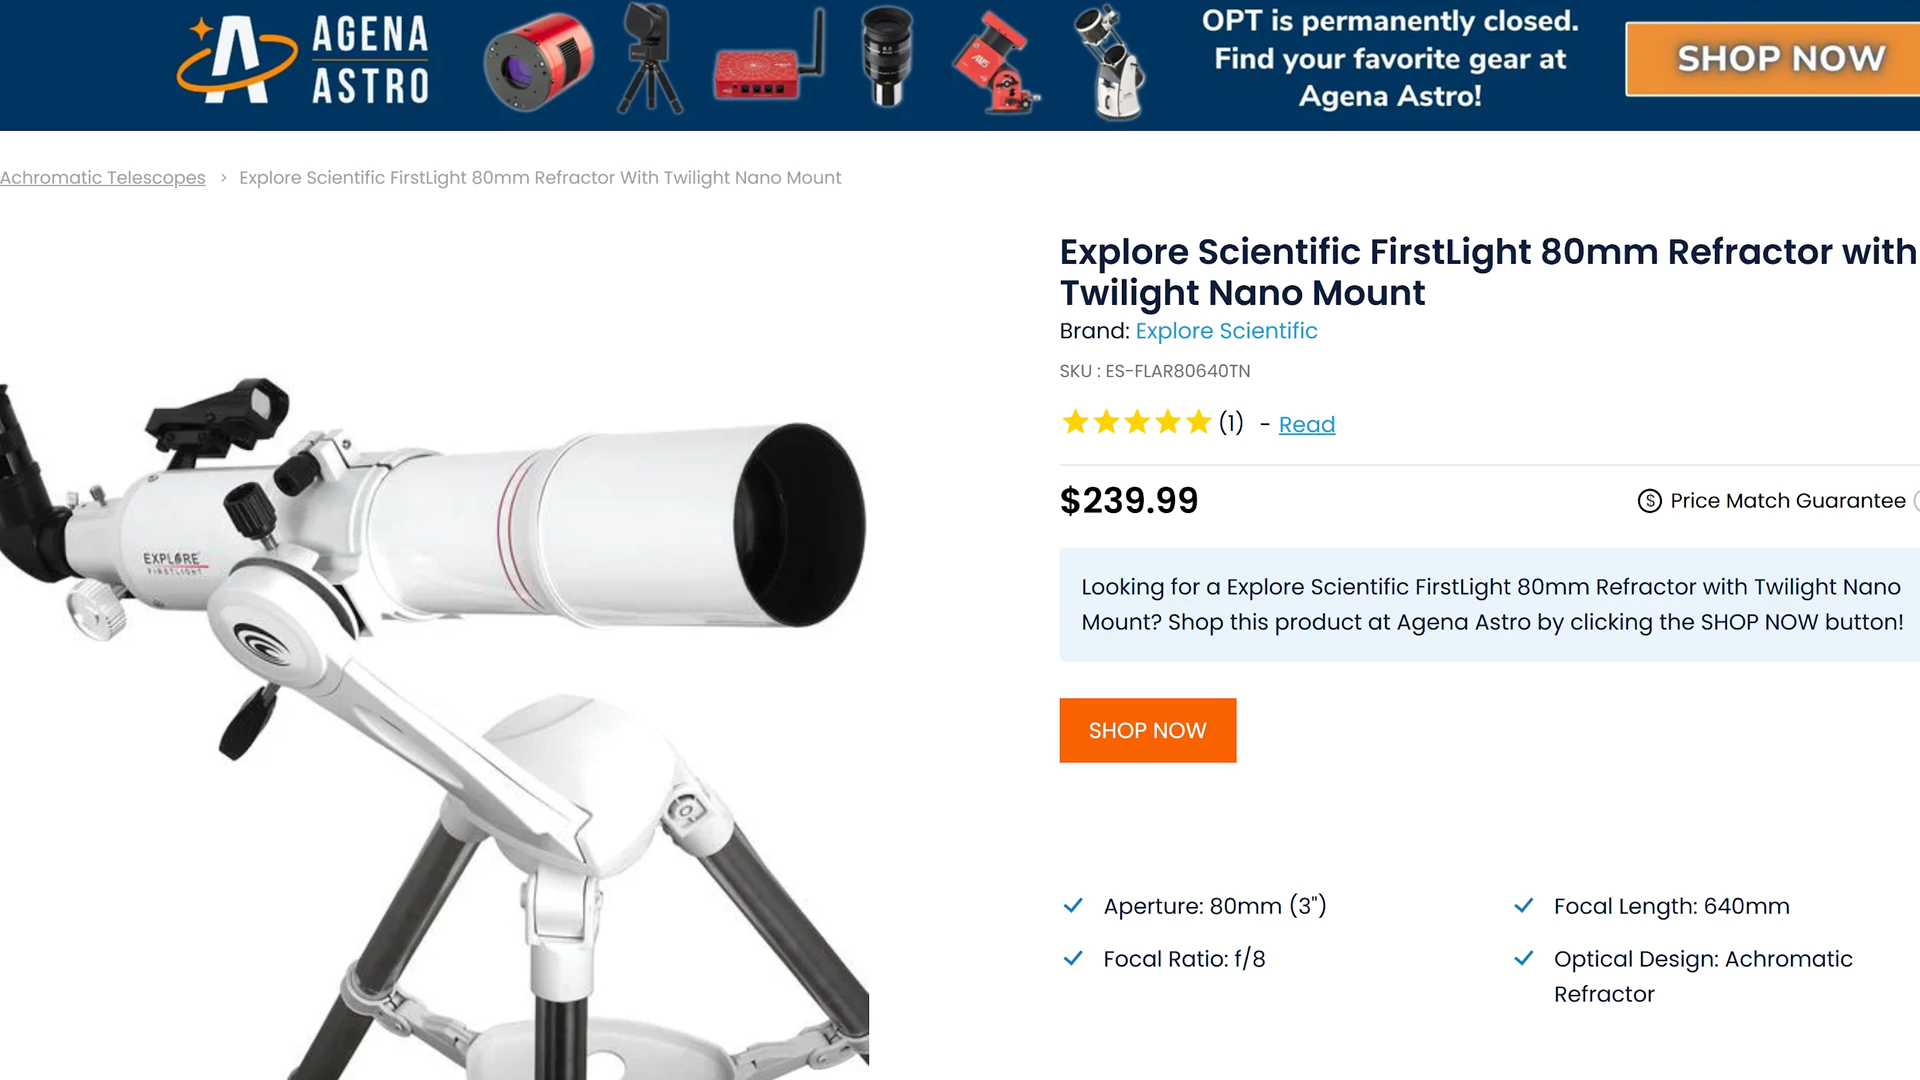 AGENA
ASTRO
OPT is permanently closed.
Find your favorite gear at
Agena Astro!
SHOP NOW
Achromatic Telescopes > Explore Scientific FirstLight 80mm Refractor With Twilight Nano Mount
Explore Scientific FirstLight 80mm Refractor with
Twilight Nano Mount
Brand: Explore Scientific
SKU : ES-FLAR80640TN
(1) - Read
$239.99
Price Match Guarantee
Looking for a Explore Scientific FirstLight 80mm Refractor with Twilight Nano
Mount? Shop this product at Agena Astro by clicking the SHOP NOW button!
SHOP NOW
Aperture: 80mm (3")
Focal Length: 640mm
Focal Ratio: f/8
Optical Design: Achromatic
Refractor
EXPLORE
FIRSTLIGHT